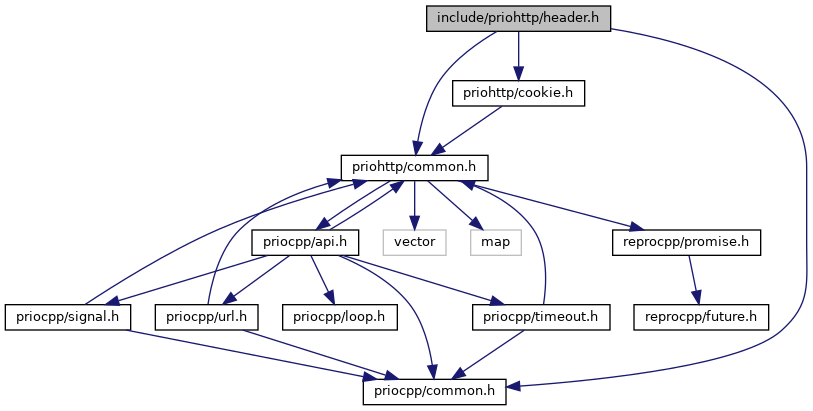 include/priohttp/header.h
priohttp/cookie.h
priohttp/common.h
priocpp/api.h
vector
map
reprocpp/promise.h
priocpp/signal.h
priocpp/url.h
priocpp/loop.h
priocpp/timeout.h
reprocpp/future.h
priocpp/common.h